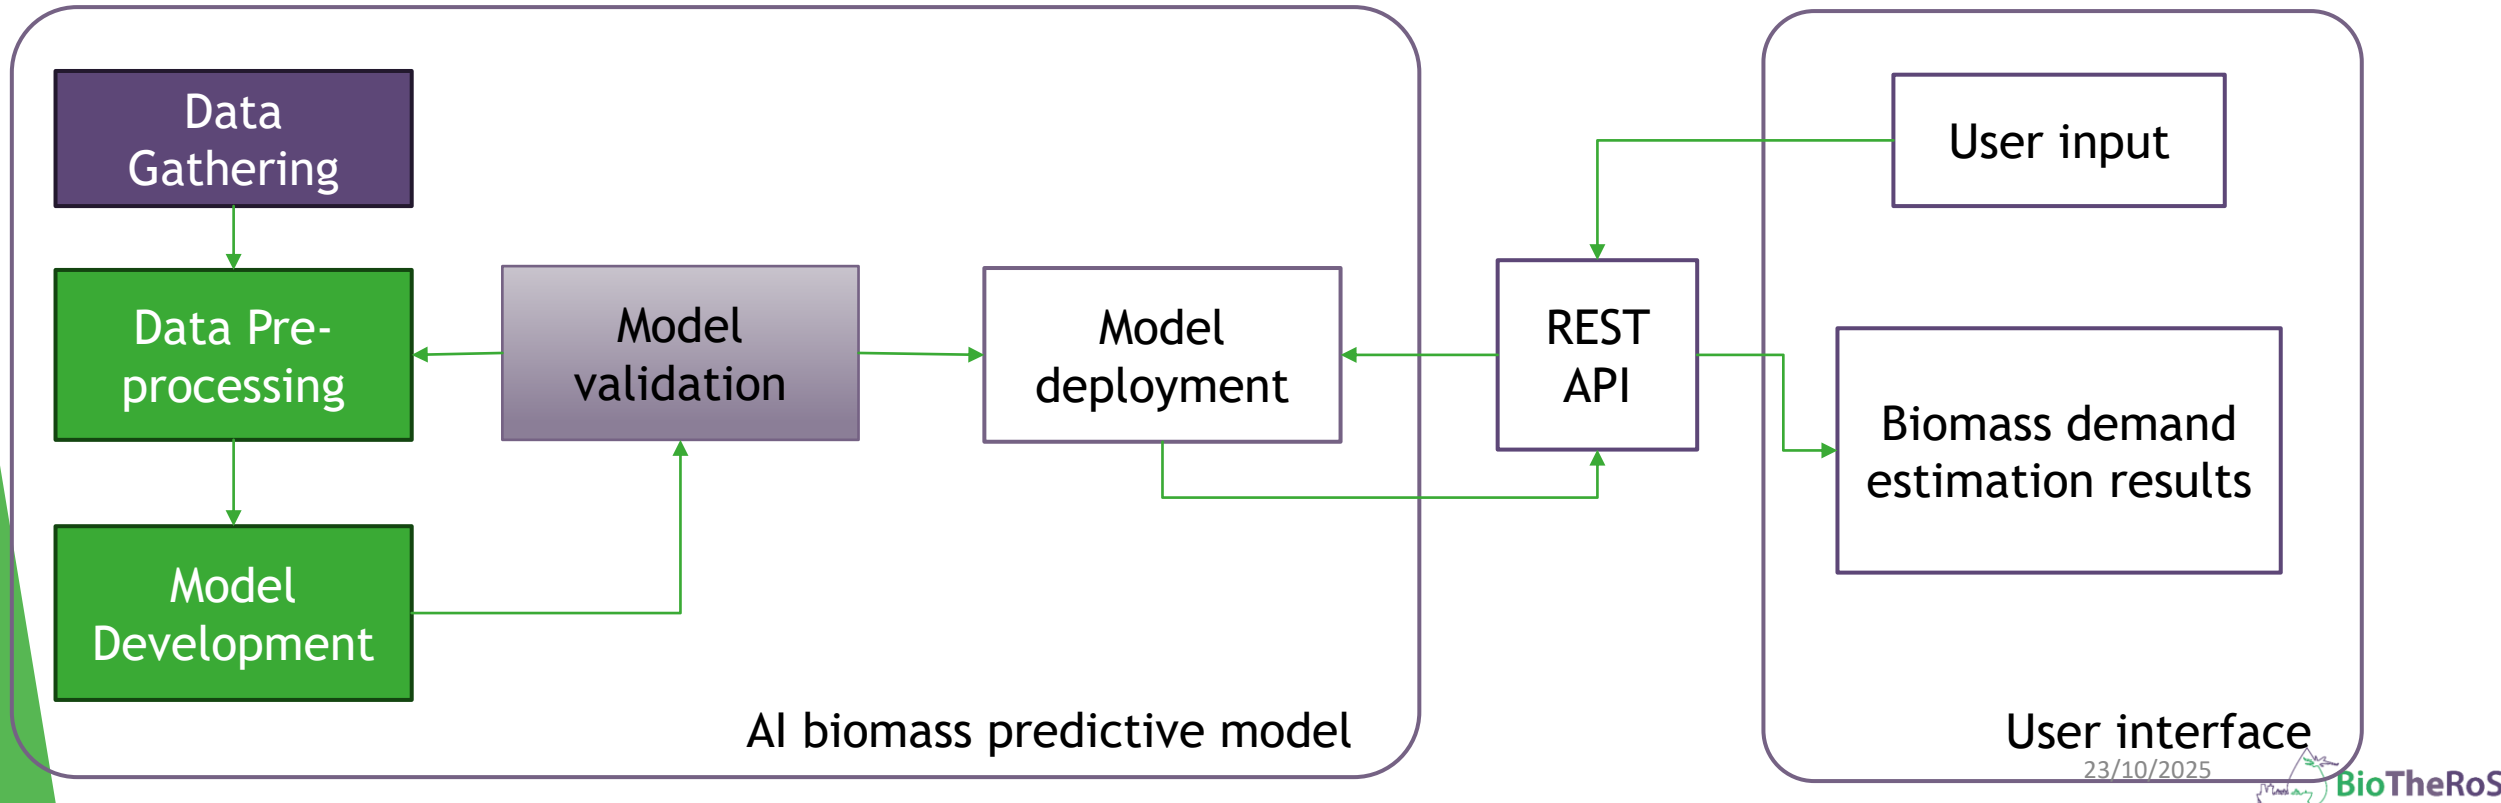 Data
Gathering
Data Pre-
processing
Model
Development
Model
validation
Model
deployment
AI biomass predictive model
REST
API
User input
Biomass demand
estimation results
User interface
23/10/2025
BioTheRoS